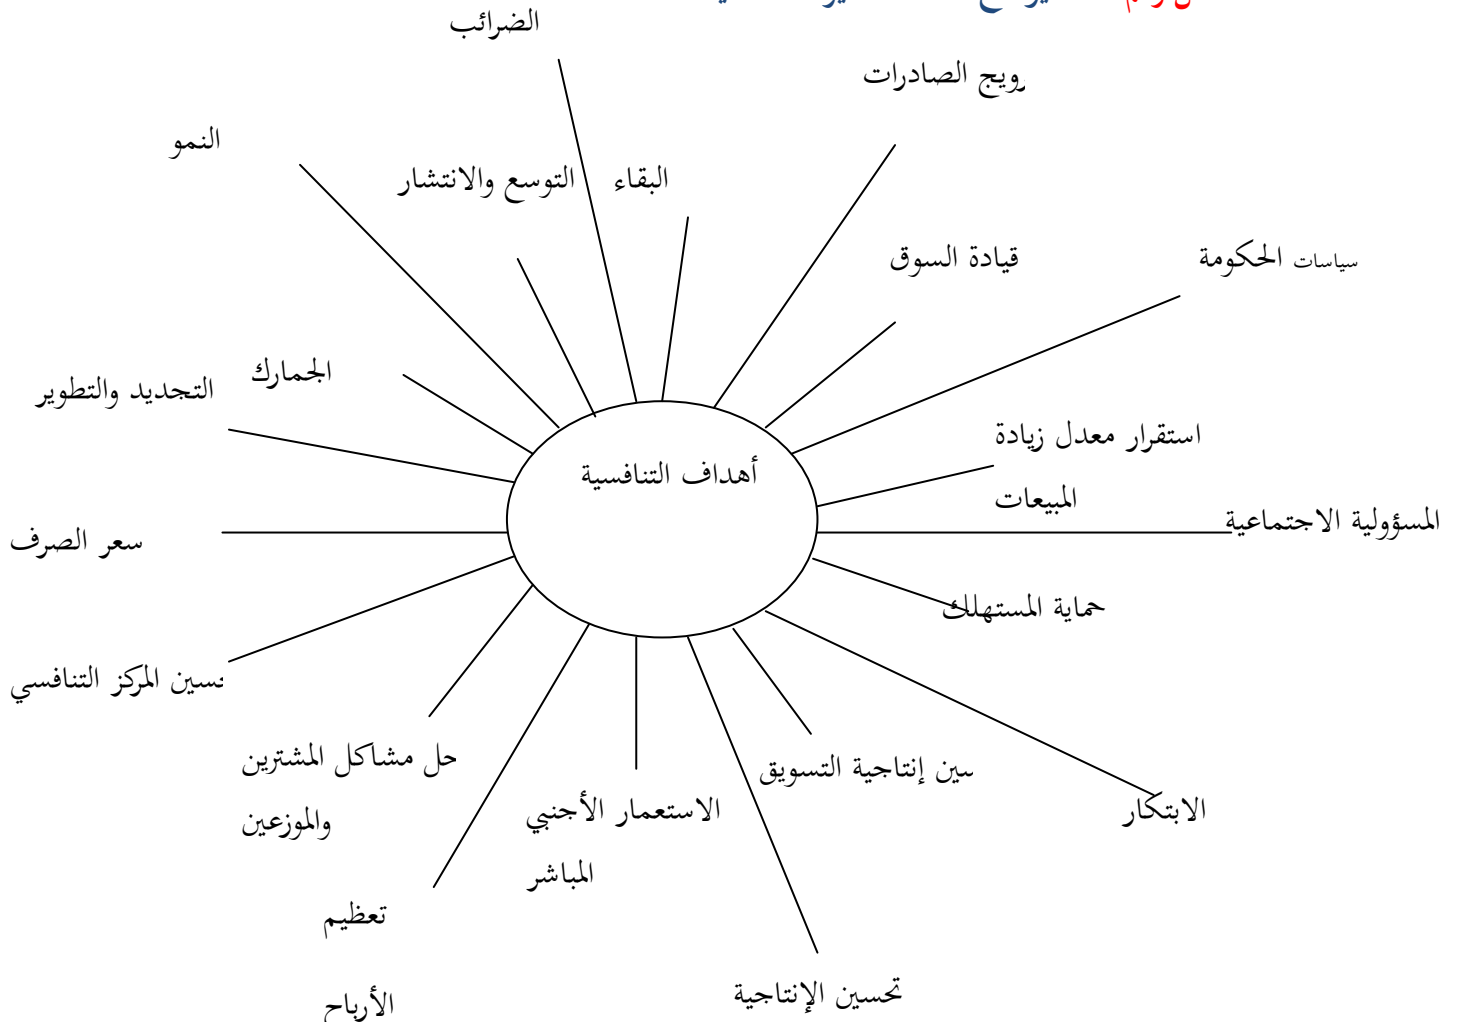 الضرائب
رويج الصادرات
النمو
التوسع والانتشار
البقاء
قيادة السوق
سياسات الحكومة
الجمارك
التجديد والتطوير
استقرار معدل زيادة
المبيعات
أهداف التنافسية
المسؤولية الاجتماعية
سعر الصرف
حماية المستهلك
حسين المركز التنافسي
حل مشاكل المشترين
والموزعين
سين إنتاجية التسويق
الاستعمار الأجنبي
المباشر
الابتكار
تعظيم
الأرباح
تحسين الإنتاجية